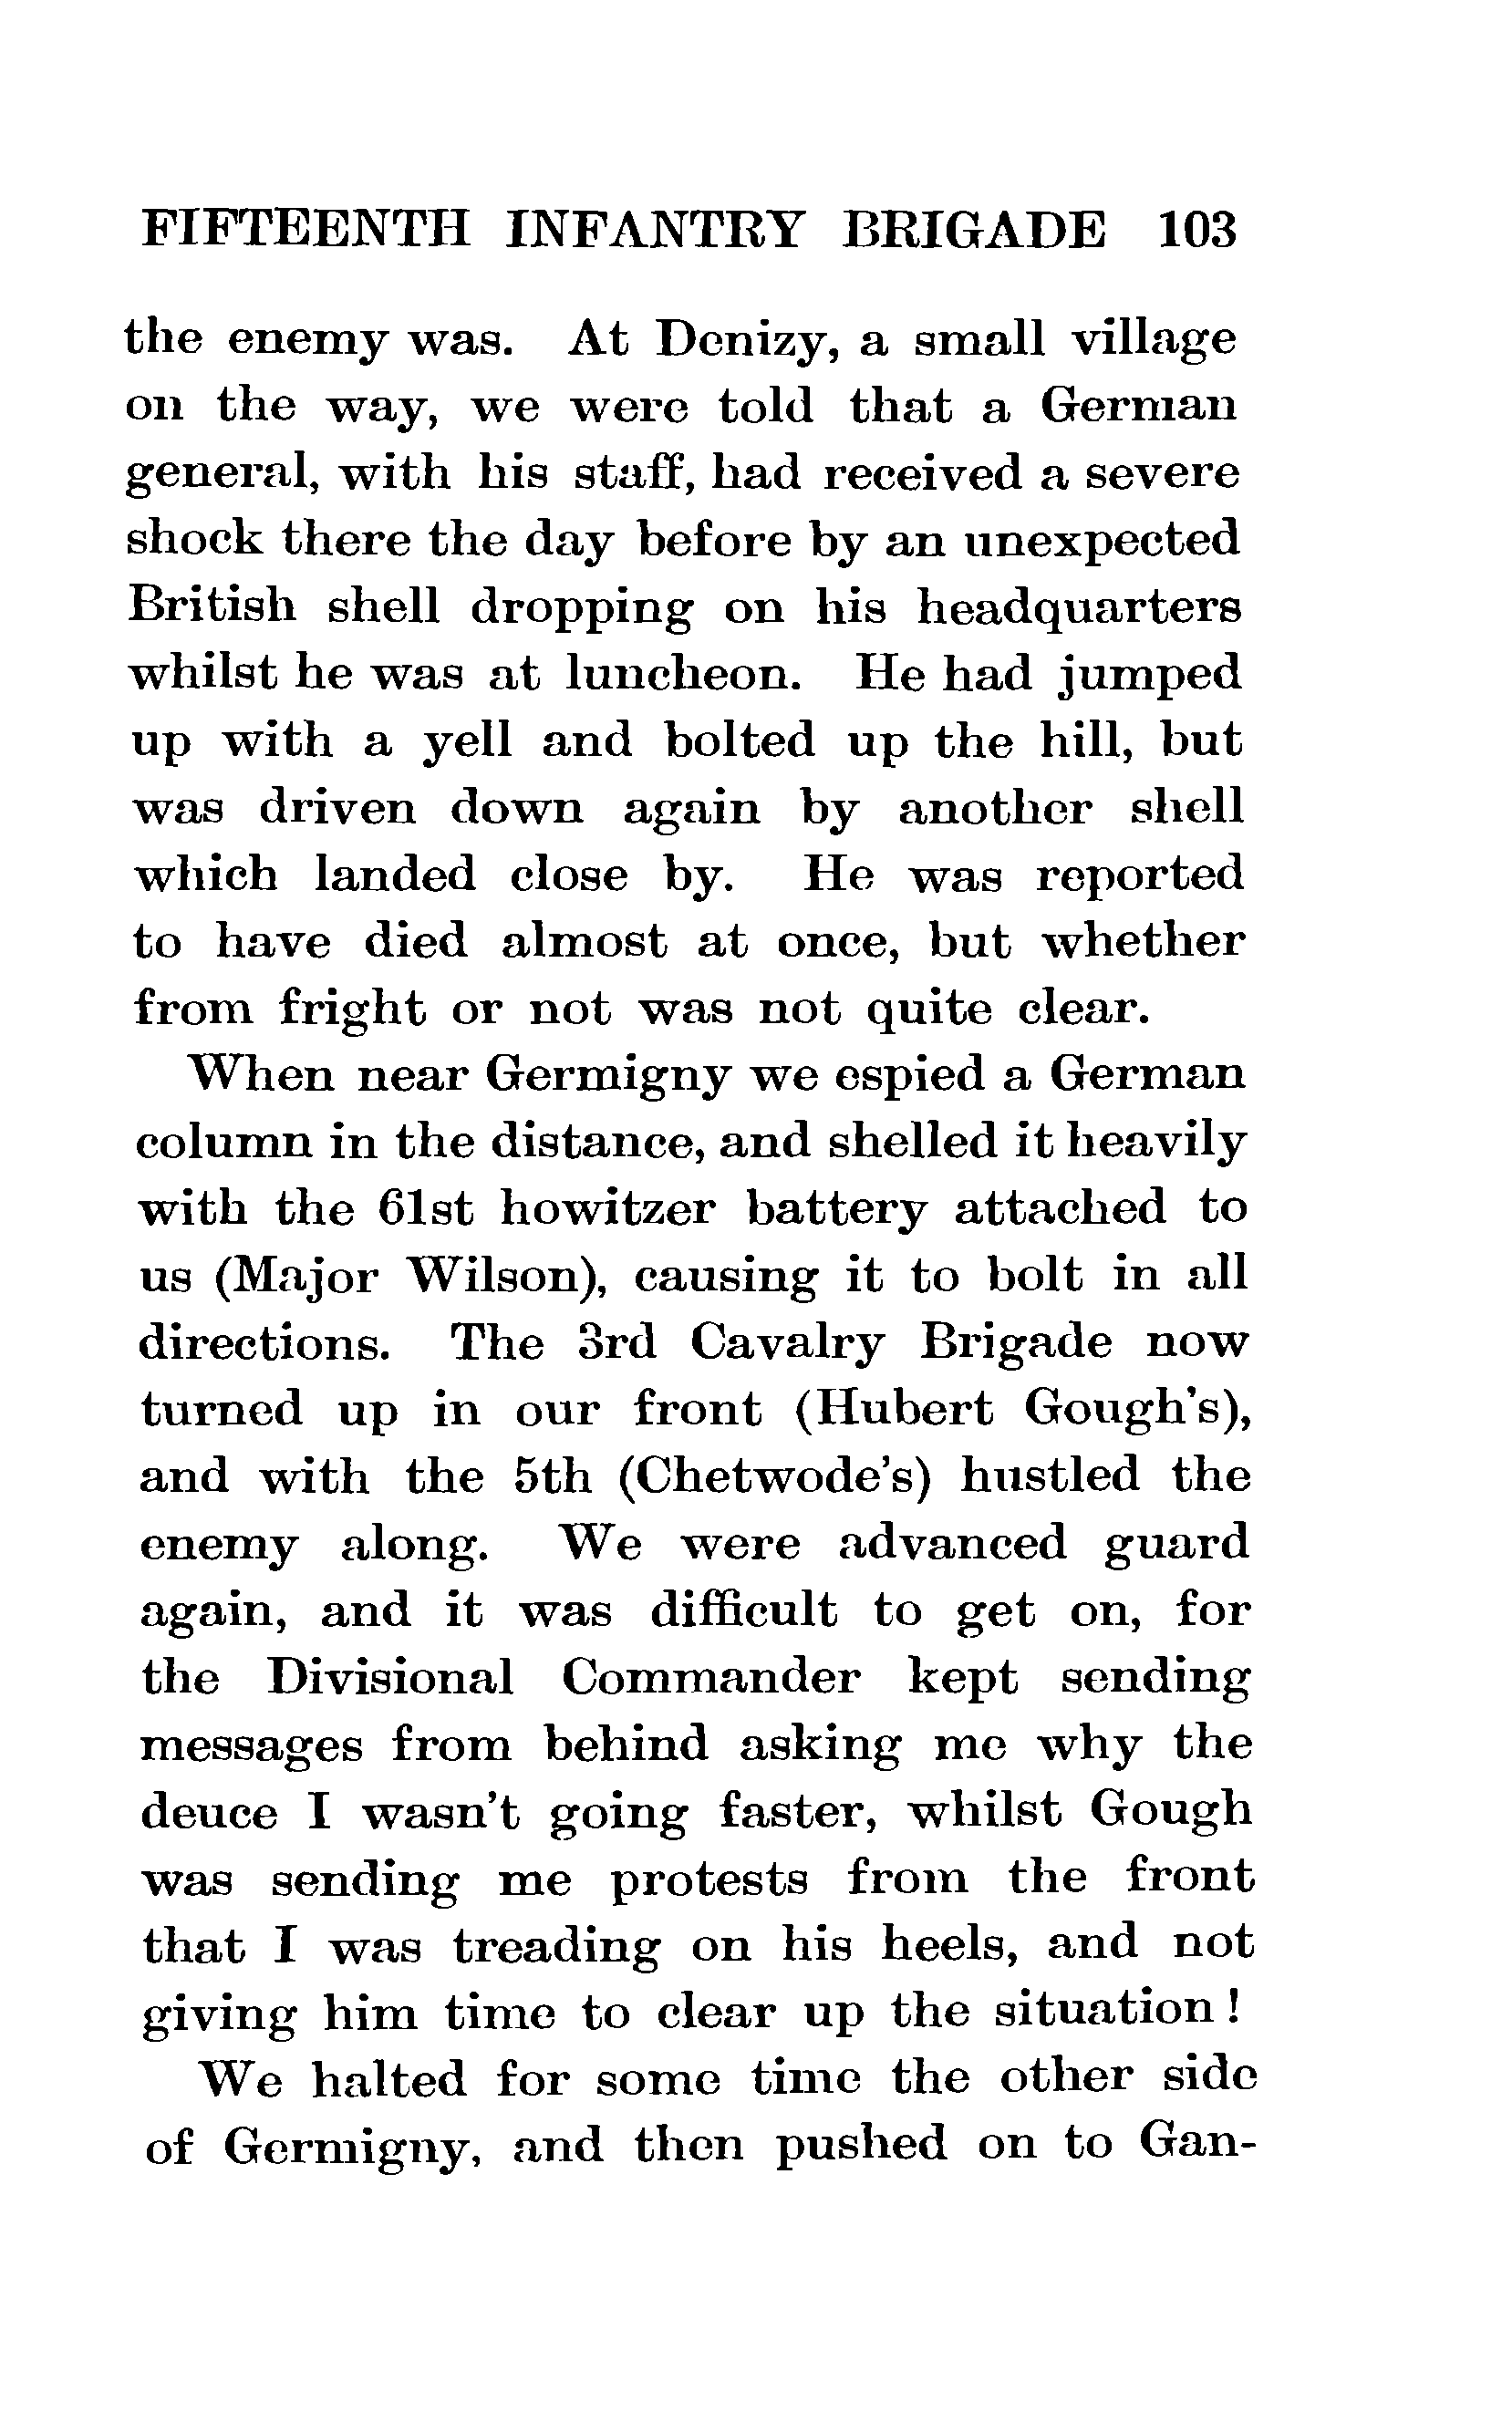 FIFTEENTH INFANTRY BRIGADE 103
the enemy was. At Denizy, a small village
on the way, we were told that a German
general, with his staff, had received a severe
shock there the day before by an unexpected
British shell dropping on his headquarters
whilst he was at luncheon. He had jumped
up with a yell and bolted up the hill, but
was driven down again by another shell
which landed close by. He was reported
to have died almost at once, but whether
from fright or not was not quite clear.
When near Germigny we espied a German
column in the distance, and shelled it heavily
with the 61st howitzer battery attached to
us (Major Wilson), causing it to bolt in all
directions. The 3rd Cavalry Brigade now
turned up in our front (Hubert Gough's),
and with the 5th (Chetwode's) hustled the
enemy along. We were advanced guard
again, and it was difficult to get on, for
the Divisional Commander kept sending
messages from behind asking me why the
deuce I wasn't going faster, whilst Gough
was sending me protests from the front
that I was treading on his heels, and not
giving him time to clear up the situation!
We halted for some time the other side
of Germigny, and then pushed on to Gan-